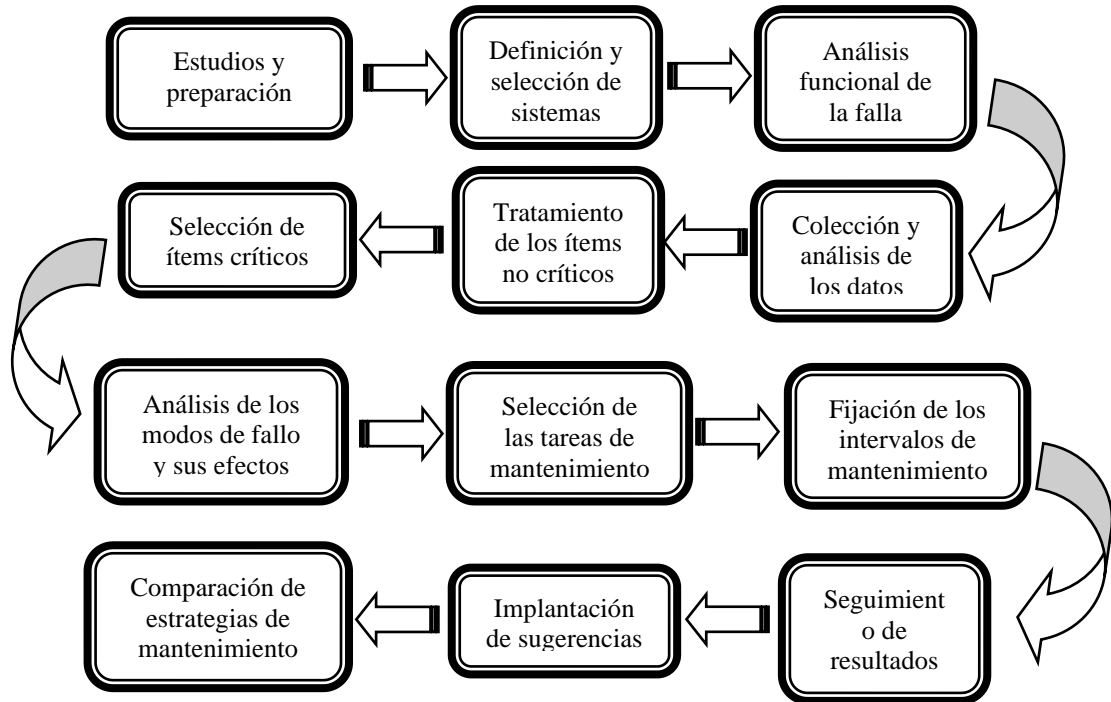 Estudios y
preparación
Definición y
selección de
sistemas
Análisis
funcional de
la falla
Colección y
análisis de
los datos
Tratamiento
de los ítems
no críticos
Selección de
ítems críticos
Análisis de los
modos de fallo
y sus efectos
Selección de
las tareas de
mantenimiento
Fijación de los
intervalos de
mantenimiento
Seguimient
o de
resultados
Implantación
de sugerencias
Comparación de
estrategias de
mantenimiento